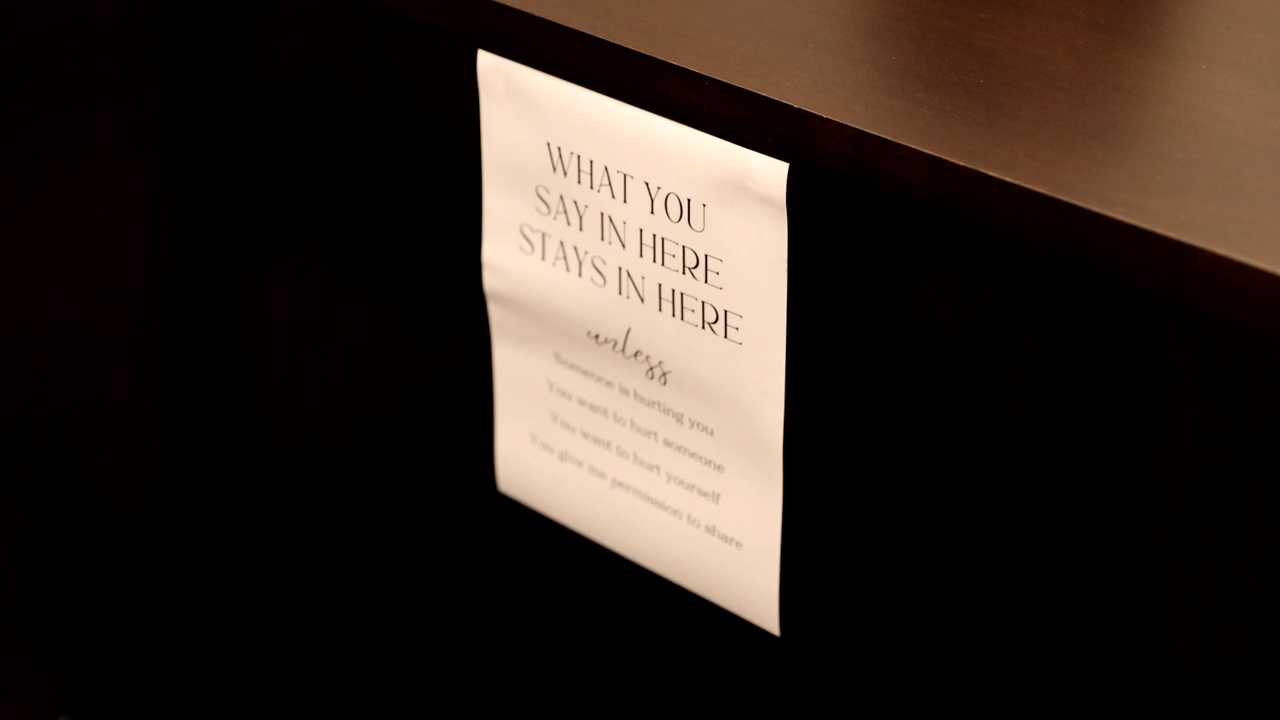 WHAT YOU
SAY IN HERE
STAYS IN HERE
unless
Someone is hurting you
You want to hurt someone
You want to hurt yourself
You give me permission to share